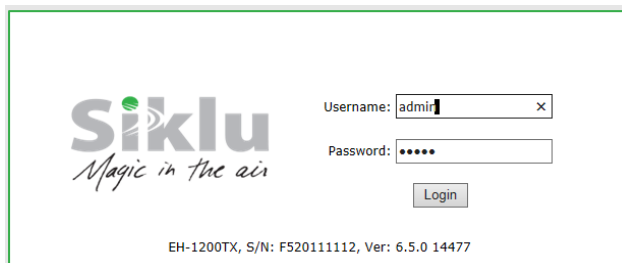 Siklu
Magic in the air
Username: admin
Password: •••••
Login
EH-1200TX, S/N: F520111112, Ver: 6.5.0 14477